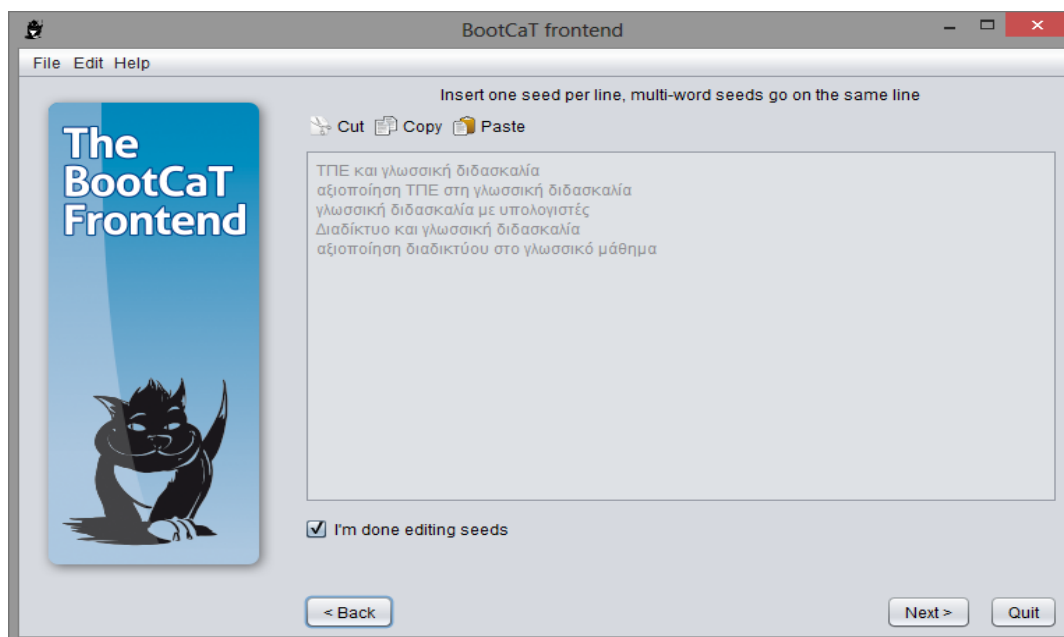 BootCaT frontend
File Edit Help
The
BootCaT
Frontend
Insert one seed per line, multi-word seeds go on the same line
Cut Copy Paste
ΤΠΕ και γλωσσική διδασκαλία
αξιοποίηση ΤΠΕ στη γλωσσική διδασκαλία
γλωσσική διδασκαλία με υπολογιστές
Διαδίκτυο και γλωσσική διδασκαλία
αξιοποίηση διαδικτύου στο γλωσσικό μάθημα
I'm done editing seeds
< Back Next > Quit